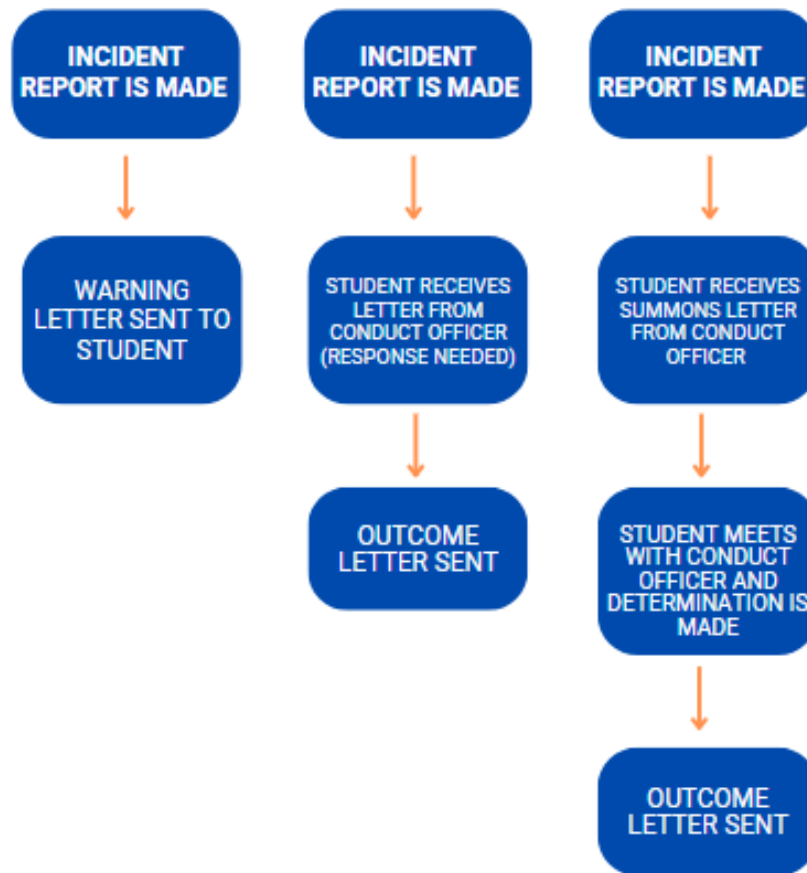 INCIDENT
REPORT IS MADE
WARNING
LETTER SENT TO
STUDENT
INCIDENT
REPORT IS MADE
STUDENT RECEIVES
LETTER FROM
CONDUCT OFFICER
(RESPONSE NEEDED)
OUTCOME
LETTER SENT
INCIDENT
REPORT IS MADE
STUDENT RECEIVES
SUMMONS LETTER
FROM CONDUCT
OFFICER
STUDENT MEETS
WITH CONDUCT
OFFICER AND
DETERMINATION IS
MADE
OUTCOME
LETTER SENT